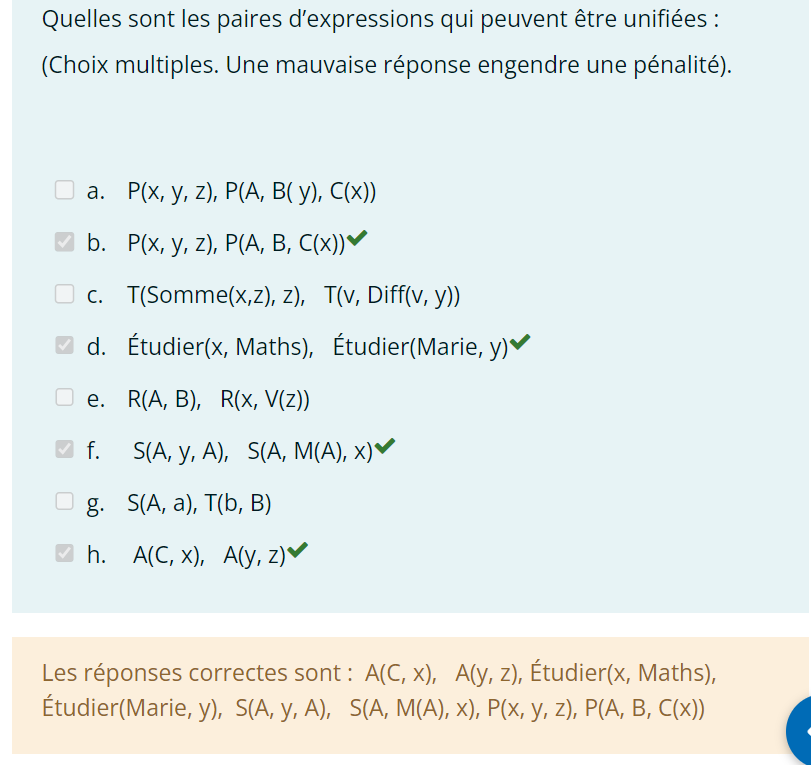 Quelles sont les paires d’expressions qui peuvent être unifiées :
(Choix multiples. Une mauvaise réponse engendre une pénalité).
a. P(x, y, z), P(A, B( y), C(x))
b. P(x, y, z), P(A, B, C(x))
c. T(Somme(x,z), z), T(v, Diff(v, y))
d. Étudier(x, Maths), Étudier(Marie, y)
e. R(A, B), R(x, V(z))
f. S(A, y, A), S(A, M(A), x)
g. S(A, a), T(b, B)
h. A(C, x), A(y, z)
Les réponses correctes sont : A(C, x), A(y, z), Étudier(x, Maths),
Étudier(Marie, y), S(A, y, A), S(A, M(A), x), P(x, y, z), P(A, B, C(x))